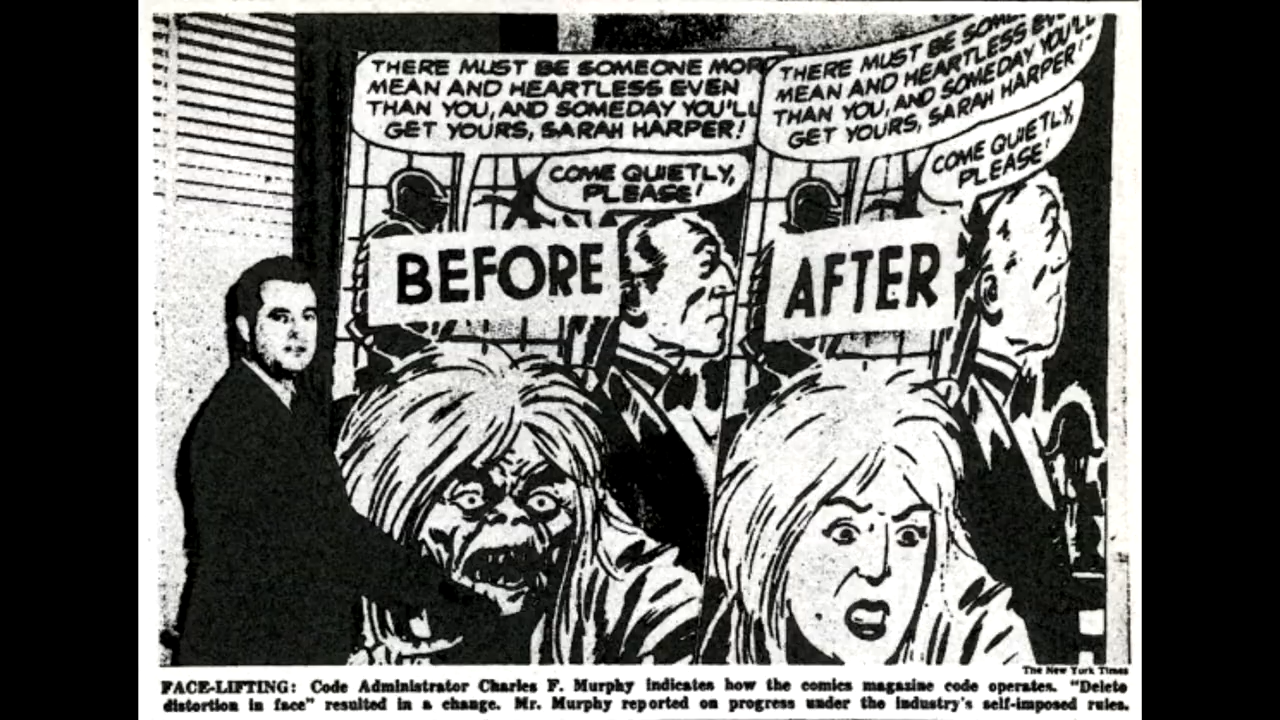 THERE MUST BE SOMEONE MORE
MEAN AND HEARTLESS EVEN
THAN YOU, AND SOMEDAY YOU'LL
GET YOURS, SARAH HARPER!
COME QUIETLY,
PLEASE!
BEFORE
THERE MUST BE SOME
MEAN AND HEARTLESS EV
THAN YOU, AND SOMEDAY YOU'LL
GET YOURS, SARAH HARPER!"
COME QUIETLY,
PLEASE!
AFTER
The New York Times
FACE-LIFTING: Code Administrator Charles F. Murphy indicates how the comics magazine code operates. "Delete
distortion in face" resulted in a change. Mr. Murphy reported on progress under the industry's self-imposed rules.